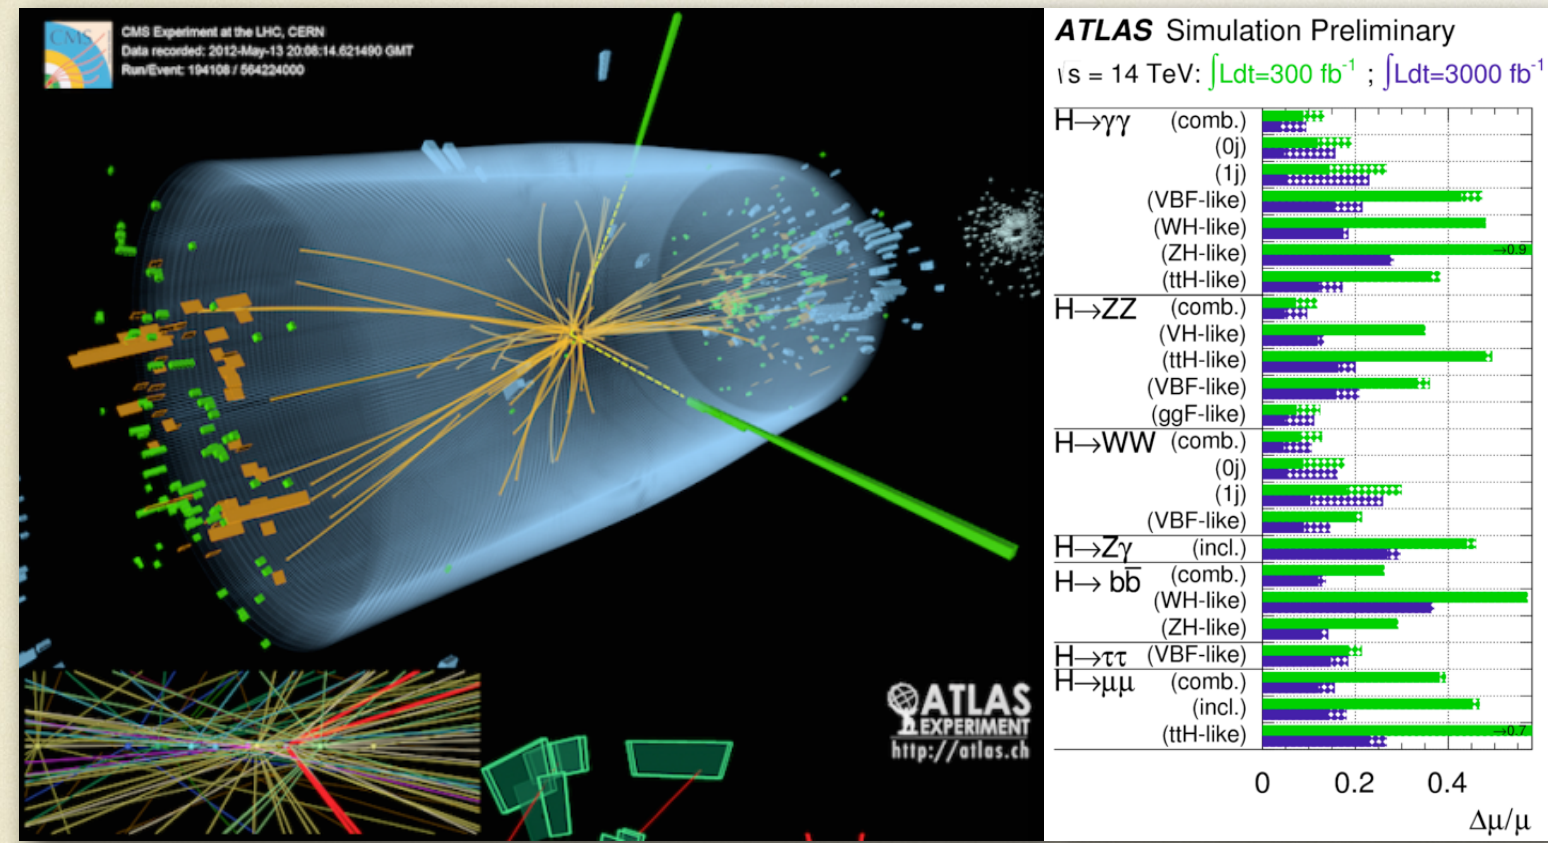 CMS
CMS Experiment at the LHC, CERN
Data recorded: 2012-May-13 20:08:14.621490 GMT
Run/Event: 194108 / 564224000
ATLAS
EXPERIMENT
http://atlas.ch
ATLAS Simulation Preliminary
√s = 14 TeV: ∫Ldt=300 fb⁻¹ ; ∫Ldt=3000 fb⁻¹
H→γγ (comb.)
(0j)
(1j)
(VBF-like)
(WH-like)
(ZH-like) →0.9
(ttH-like)
H→ZZ (comb.)
(VH-like)
(ttH-like)
(VBF-like)
(ggF-like)
H→WW (comb.)
(0j)
(1j)
(VBF-like)
H→Zγ (incl.)
H→ bb̅ (comb.)
(WH-like)
(ZH-like)
H→ττ (VBF-like)
H→μμ (comb.)
(incl.)
(ttH-like) →0.7
0 0.2 0.4
Δμ/μ